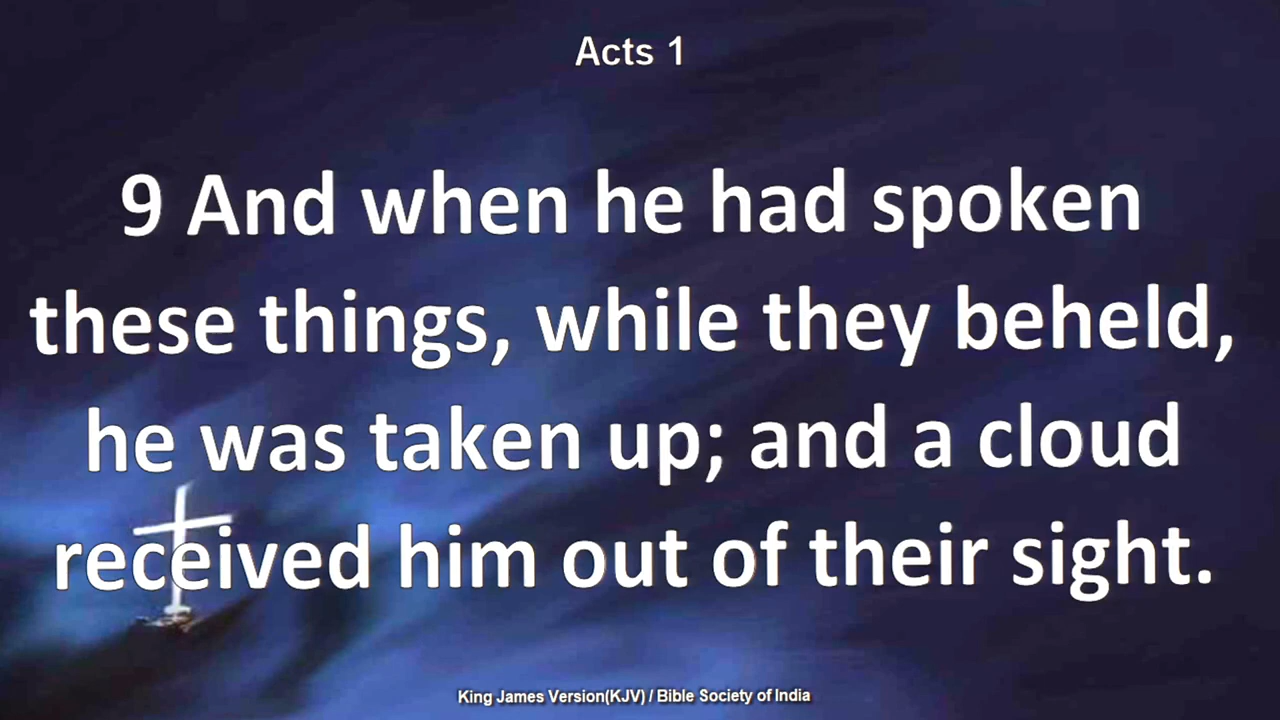 Acts 1
9 And when he had spoken
these things, while they beheld,
he was taken up; and a cloud
received him out of their sight.
King James Version(KJV) / Bible Society of India